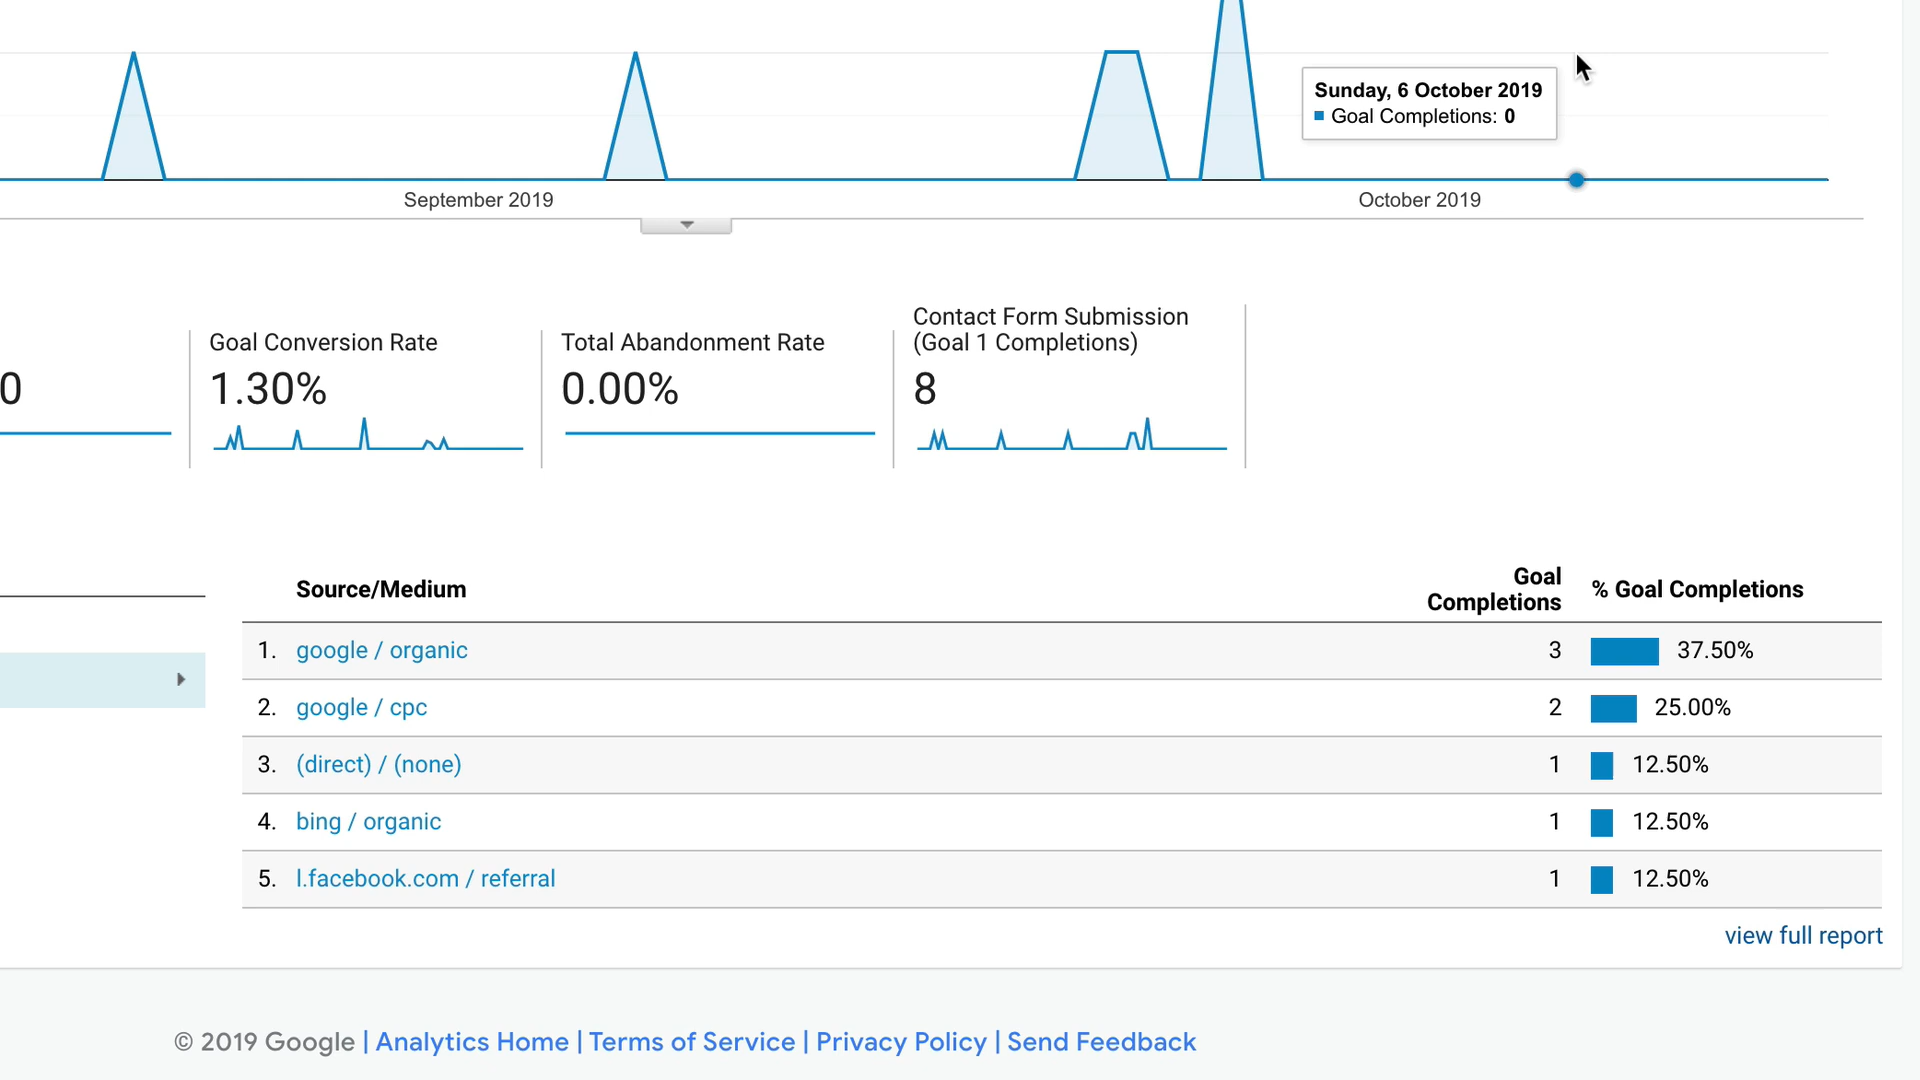 Sunday, 6 October 2019
Goal Completions: 0
September 2019
October 2019
Contact Form Submission
Goal Conversion Rate
Total Abandonment Rate
(Goal 1 Completions)
0
1.30%
0.00%
8
Goal
Source/Medium
% Goal Completions
Completions
1. google / organic 3 37.50%
2. google / cpc 2 25.00%
3. (direct) / (none) 1 12.50%
4. bing / organic 1 12.50%
5. l.facebook.com / referral 1 12.50%
view full report
© 2019 Google | Analytics Home | Terms of Service | Privacy Policy | Send Feedback